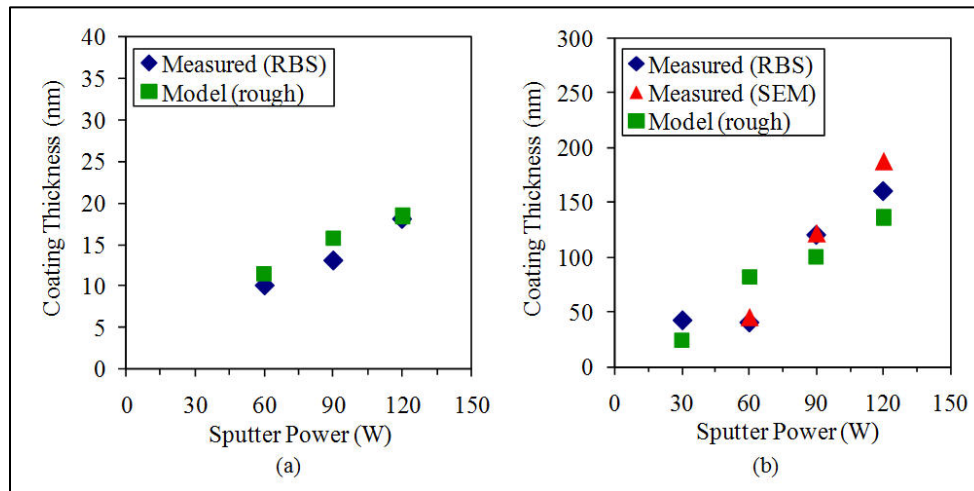 40
35
30
25
20
15
10
5
0
Coating Thickness (nm)
Measured (RBS)
Model (rough)
0 30 60 90 120 150
Sputter Power (W)
(a)
300
250
200
150
100
50
0
Coating Thickness (nm)
Measured (RBS)
Measured (SEM)
Model (rough)
0 30 60 90 120 150
Sputter Power (W)
(b)